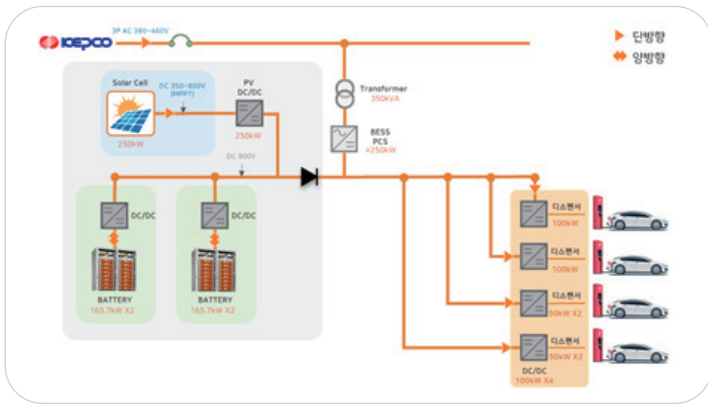 KEPCO
3P AC 380~460V
단방향
양방향
Solar Cell
DC 350~800V
(MPPT)
250kW
PV
DC/DC
250kW
Transformer
350kVA
BESS
PCS
DC 900V
DC/DC
DC/DC
BATTERY
165.7kW X2
BATTERY
165.7kW X2
디스펜서
100kW
디스펜서
100kW
디스펜서
50kW X2
디스펜서
50kW X2
DC/DC
100kW X4